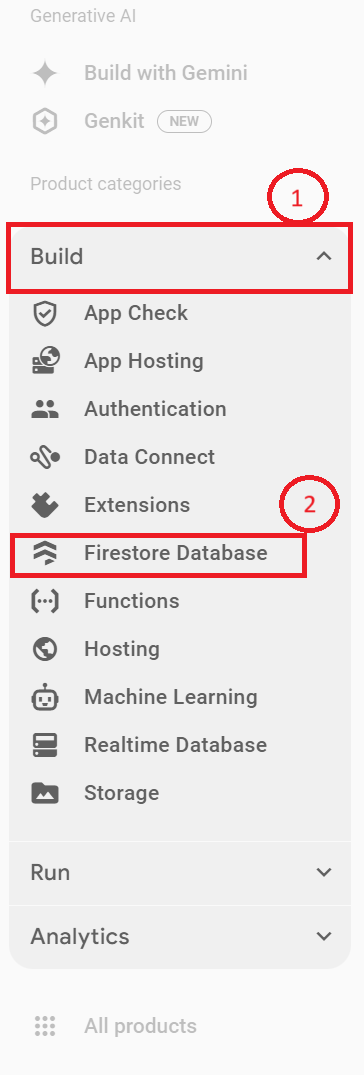 Generative AI
Build with Gemini
Genkit NEW
Product categories
1
Build
App Check
App Hosting
Authentication
Data Connect
Extensions
2
Firestore Database
Functions
Hosting
Machine Learning
Realtime Database
Storage
Run
Analytics
All products